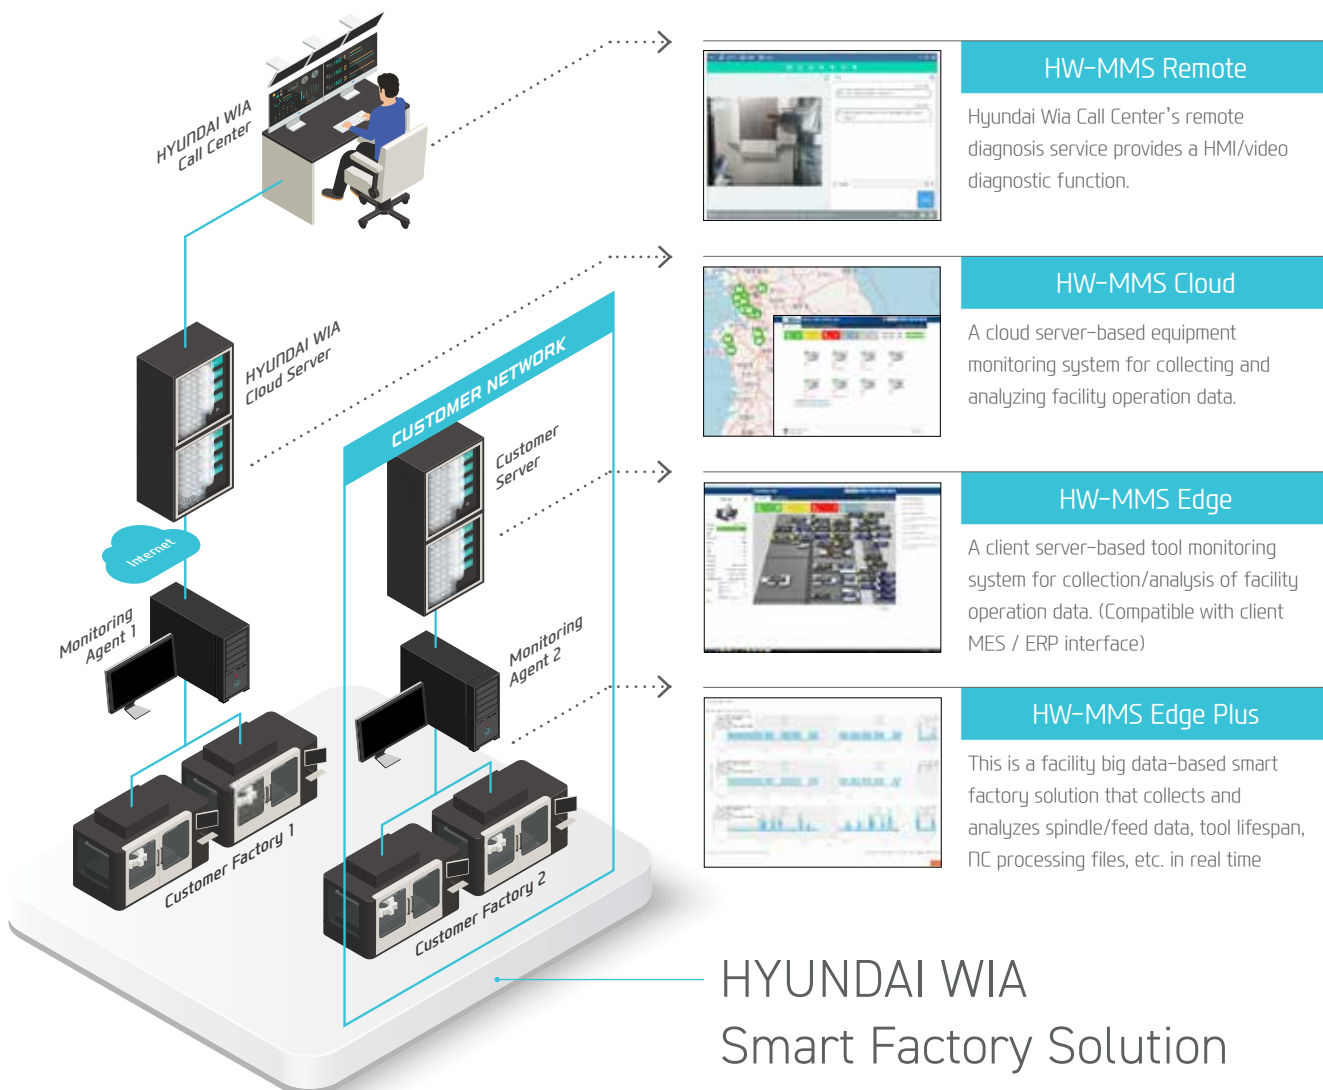 HYUNDAI WIA
Call Center
HYUNDAI WIA
Cloud Server
Internet
Monitoring
Agent 1
Customer Factory 1
CUSTOMER NETWORK
Customer
Server
Monitoring
Agent 2
Customer Factory 2
HW-MMS Remote
Hyundai Wia Call Center's remote
diagnosis service provides a HMI/video
diagnostic function.
HW-MMS Cloud
A cloud server-based equipment
monitoring system for collecting and
analyzing facility operation data.
HW-MMS Edge
A client server-based tool monitoring
system for collection/analysis of facility
operation data. (Compatible with client
MES / ERP interface)
HW-MMS Edge Plus
This is a facility big data-based smart
factory solution that collects and
analyzes spindle/feed data, tool lifespan,
NC processing files, etc. in real time
HYUNDAI WIA
Smart Factory Solution